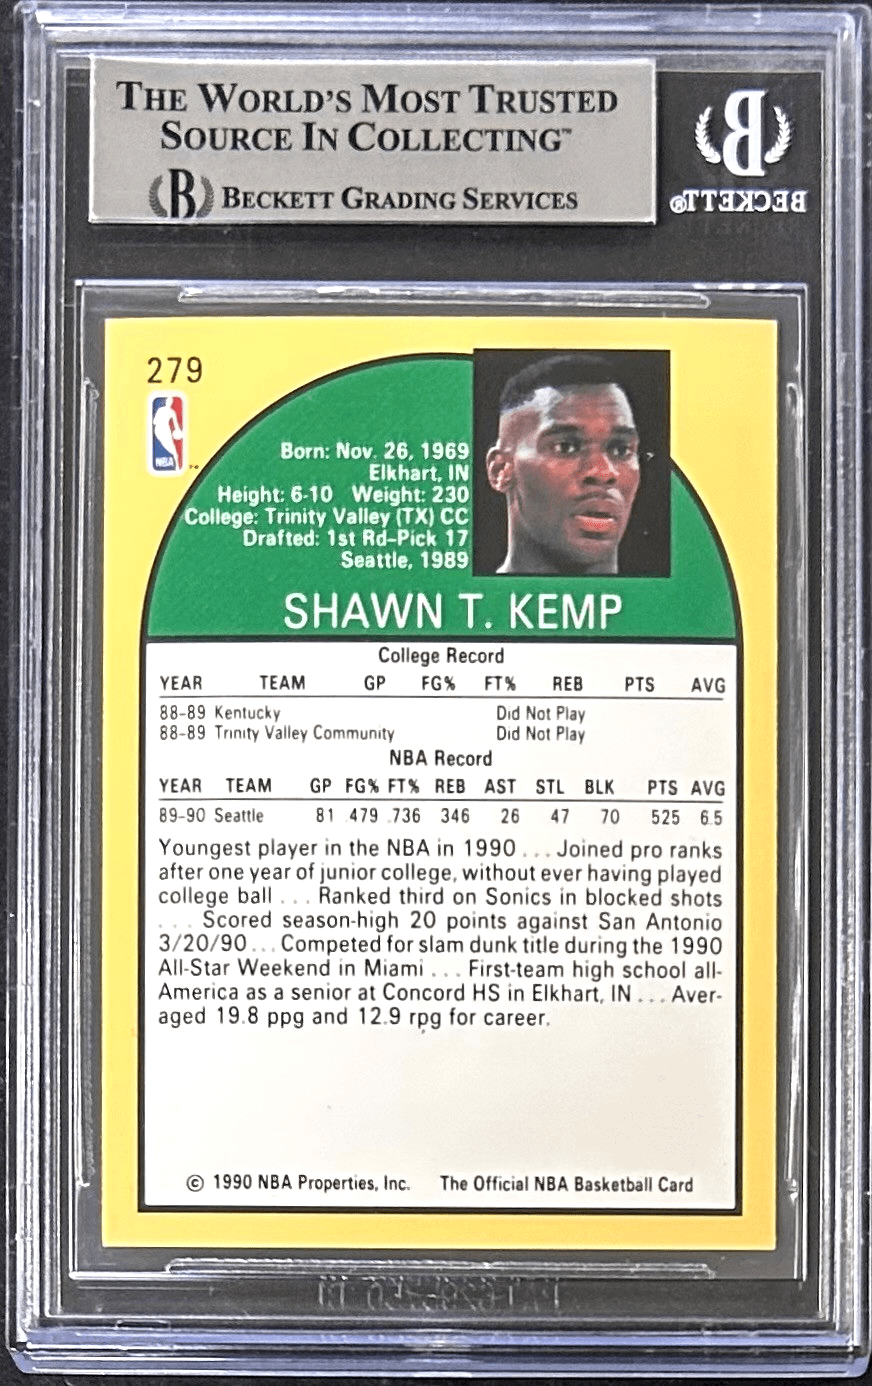 THE WORLD'S MOST TRUSTED
SOURCE IN COLLECTING™
B BECKETT GRADING SERVICES
B
BECKETT®
279
NBA ™
Born: Nov. 26, 1969
Elkhart, IN
Height: 6-10 Weight: 230
College: Trinity Valley (TX) CC
Drafted: 1st Rd–Pick 17
Seattle, 1989
SHAWN T. KEMP
College Record
YEAR TEAM GP FG% FT% REB PTS AVG
88-89 Kentucky Did Not Play
88-89 Trinity Valley Community Did Not Play
NBA Record
YEAR TEAM GP FG% FT% REB AST STL BLK PTS AVG
89-90 Seattle 81 .479 .736 346 26 47 70 525 6.5
Youngest player in the NBA in 1990 . . . Joined pro ranks
after one year of junior college, without ever having played
college ball . . . Ranked third on Sonics in blocked shots
. . . Scored season-high 20 points against San Antonio
3/20/90 . . . Competed for slam dunk title during the 1990
All-Star Weekend in Miami . . . First-team high school all-
America as a senior at Concord HS in Elkhart, IN . . . Aver-
aged 19.8 ppg and 12.9 rpg for career.
© 1990 NBA Properties, Inc. The Official NBA Basketball Card